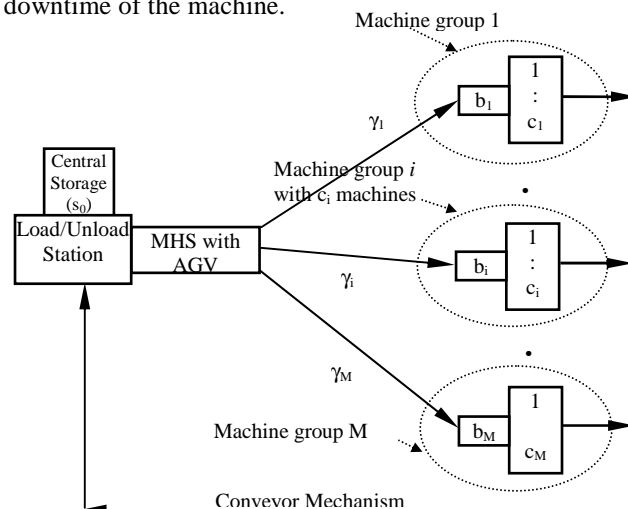 downtime of the machine.
Machine group 1
1
:
c1
b1
γ1
Central
Storage
(s0)
Load/Unload
Station
MHS with
AGV
Machine group i
with ci machines
1
:
ci
bi
γi
γM
1
:
cM
bM
Machine group M
Conveyor Mechanism